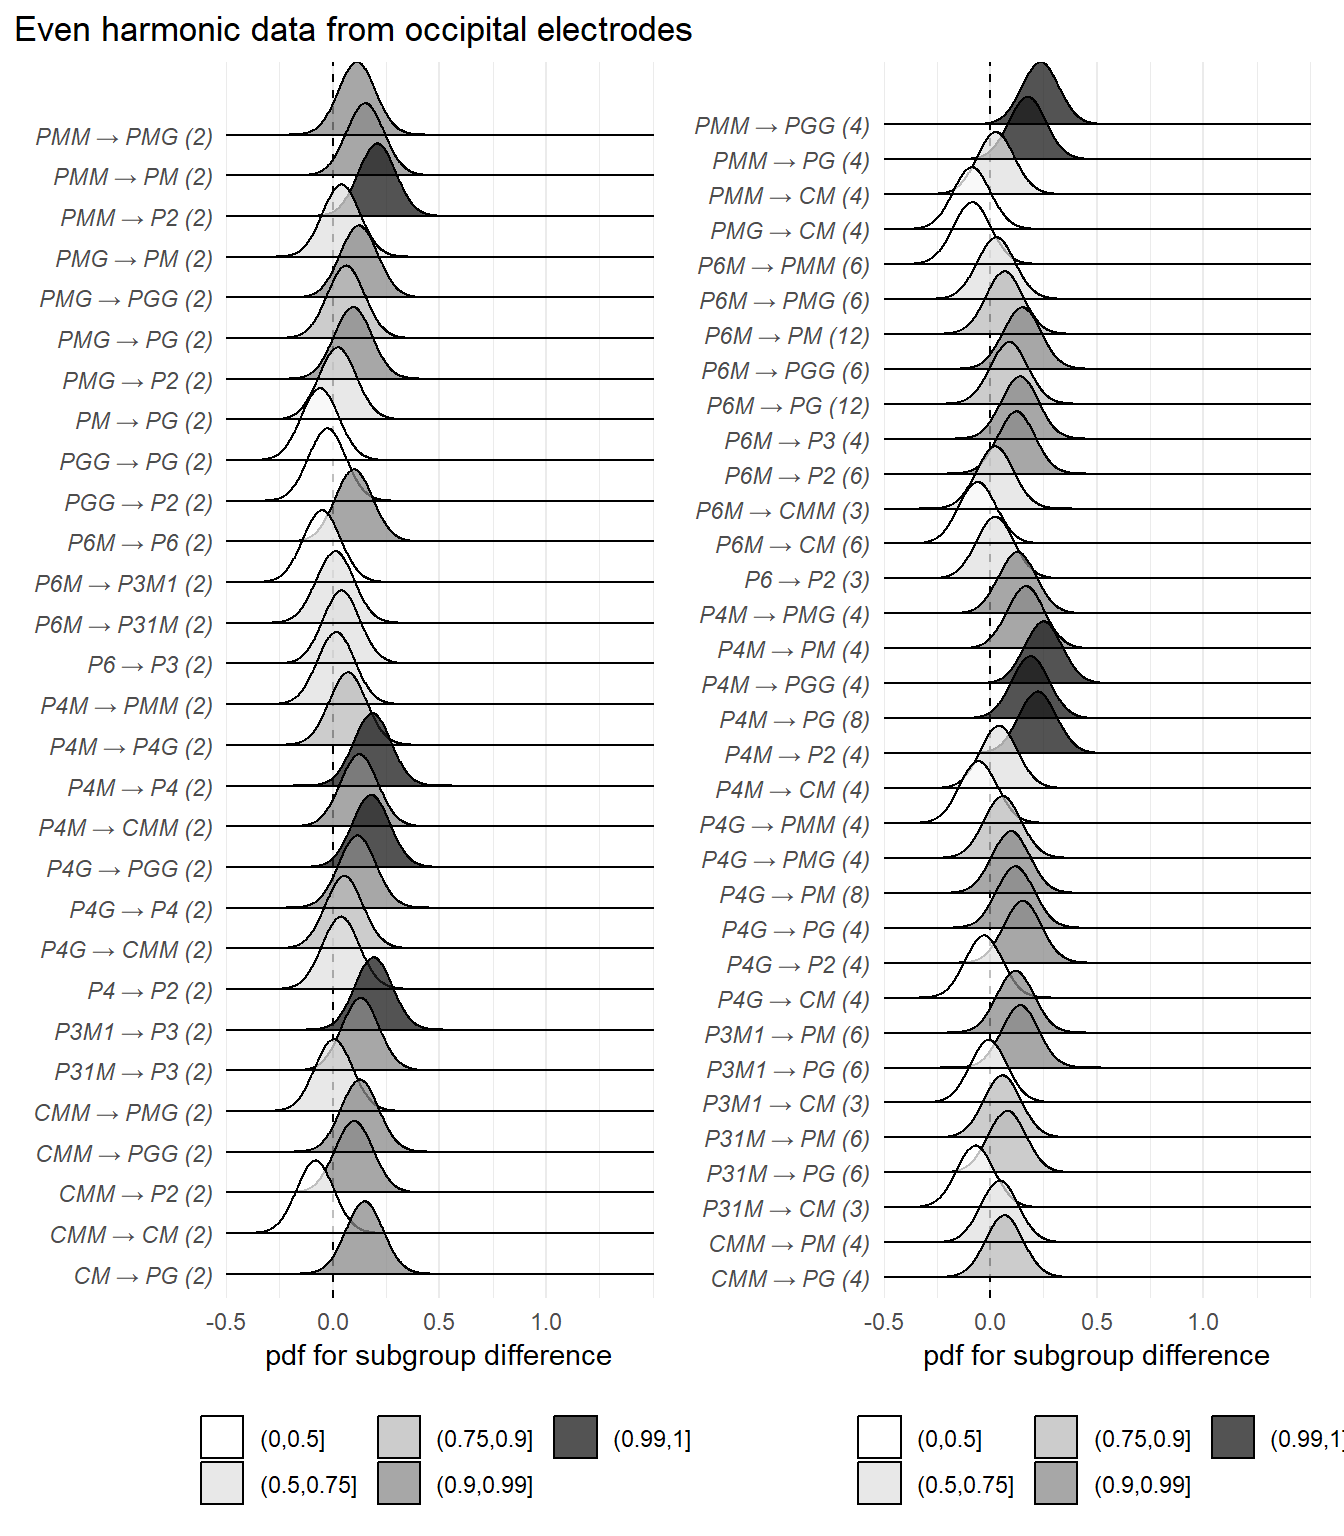 Even harmonic data from occipital electrodes
PMM → PMG (2)
PMM → PM (2)
PMM → P2 (2)
PMG → PM (2)
PMG → PGG (2)
PMG → PG (2)
PMG → P2 (2)
PM → PG (2)
PGG → PG (2)
PGG → P2 (2)
P6M → P6 (2)
P6M → P3M1 (2)
P6M → P31M (2)
P6 → P3 (2)
P4M → PMM (2)
P4M → P4G (2)
P4M → P4 (2)
P4M → CMM (2)
P4G → PGG (2)
P4G → P4 (2)
P4G → CMM (2)
P4 → P2 (2)
P3M1 → P3 (2)
P31M → P3 (2)
CMM → PMG (2)
CMM → PGG (2)
CMM → P2 (2)
CMM → CM (2)
CM → PG (2)
-0.5 0.0 0.5 1.0
pdf for subgroup difference
(0,0.5] (0.75,0.9] (0.99,1]
(0.5,0.75] (0.9,0.99]
PMM → PGG (4)
PMM → PG (4)
PMM → CM (4)
PMG → CM (4)
P6M → PMM (6)
P6M → PMG (6)
P6M → PM (12)
P6M → PGG (6)
P6M → PG (12)
P6M → P3 (4)
P6M → P2 (6)
P6M → CMM (3)
P6M → CM (6)
P6 → P2 (3)
P4M → PMG (4)
P4M → PM (4)
P4M → PGG (4)
P4M → PG (8)
P4M → P2 (4)
P4M → CM (4)
P4G → PMM (4)
P4G → PMG (4)
P4G → PM (8)
P4G → PG (4)
P4G → P2 (4)
P4G → CM (4)
P3M1 → PM (6)
P3M1 → PG (6)
P3M1 → CM (3)
P31M → PM (6)
P31M → PG (6)
P31M → CM (3)
CMM → PM (4)
CMM → PG (4)
-0.5 0.0 0.5 1.0
pdf for subgroup difference
(0,0.5] (0.75,0.9] (0.99,1]
(0.5,0.75] (0.9,0.99]